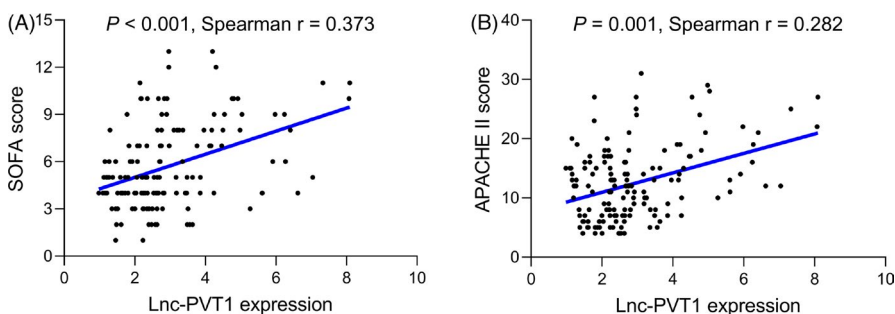 (A)
P < 0.001, Spearman r = 0.373
SOFA score
15
12
9
6
3
0
0 2 4 6 8 10
Lnc-PVT1 expression
(B)
P = 0.001, Spearman r = 0.282
APACHE II score
40
30
20
10
0
0 2 4 6 8 10
Lnc-PVT1 expression